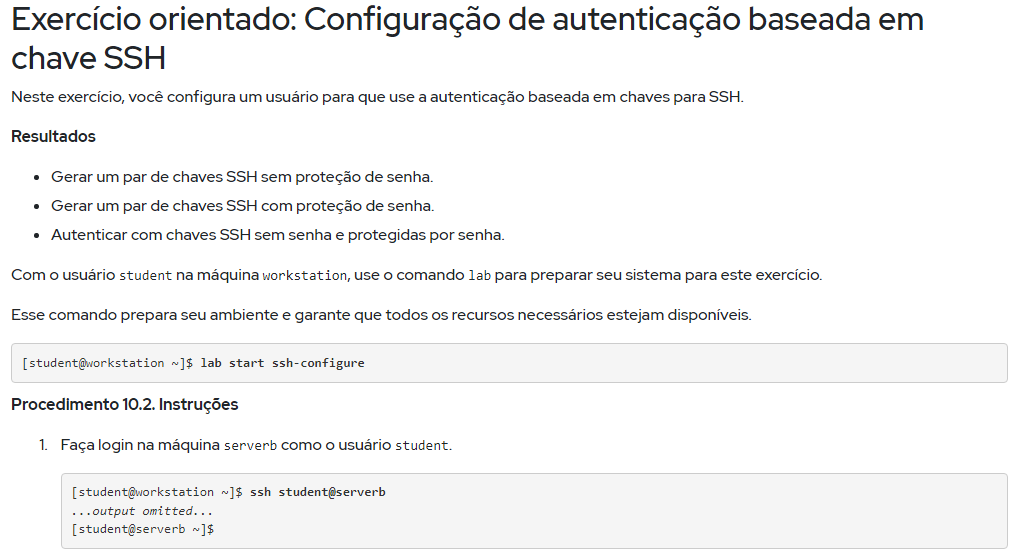 Exercício orientado: Configuração de autenticação baseada em
chave SSH
Neste exercício, você configura um usuário para que use a autenticação baseada em chaves para SSH.
Resultados
• Gerar um par de chaves SSH sem proteção de senha.
• Gerar um par de chaves SSH com proteção de senha.
• Autenticar com chaves SSH sem senha e protegidas por senha.
Com o usuário student na máquina workstation, use o comando lab para preparar seu sistema para este exercício.
Esse comando prepara seu ambiente e garante que todos os recursos necessários estejam disponíveis.
[student@workstation ~]$ lab start ssh-configure
Procedimento 10.2. Instruções
1. Faça login na máquina serverb como o usuário student.
[student@workstation ~]$ ssh student@serverb
...output omitted...
[student@serverb ~]$